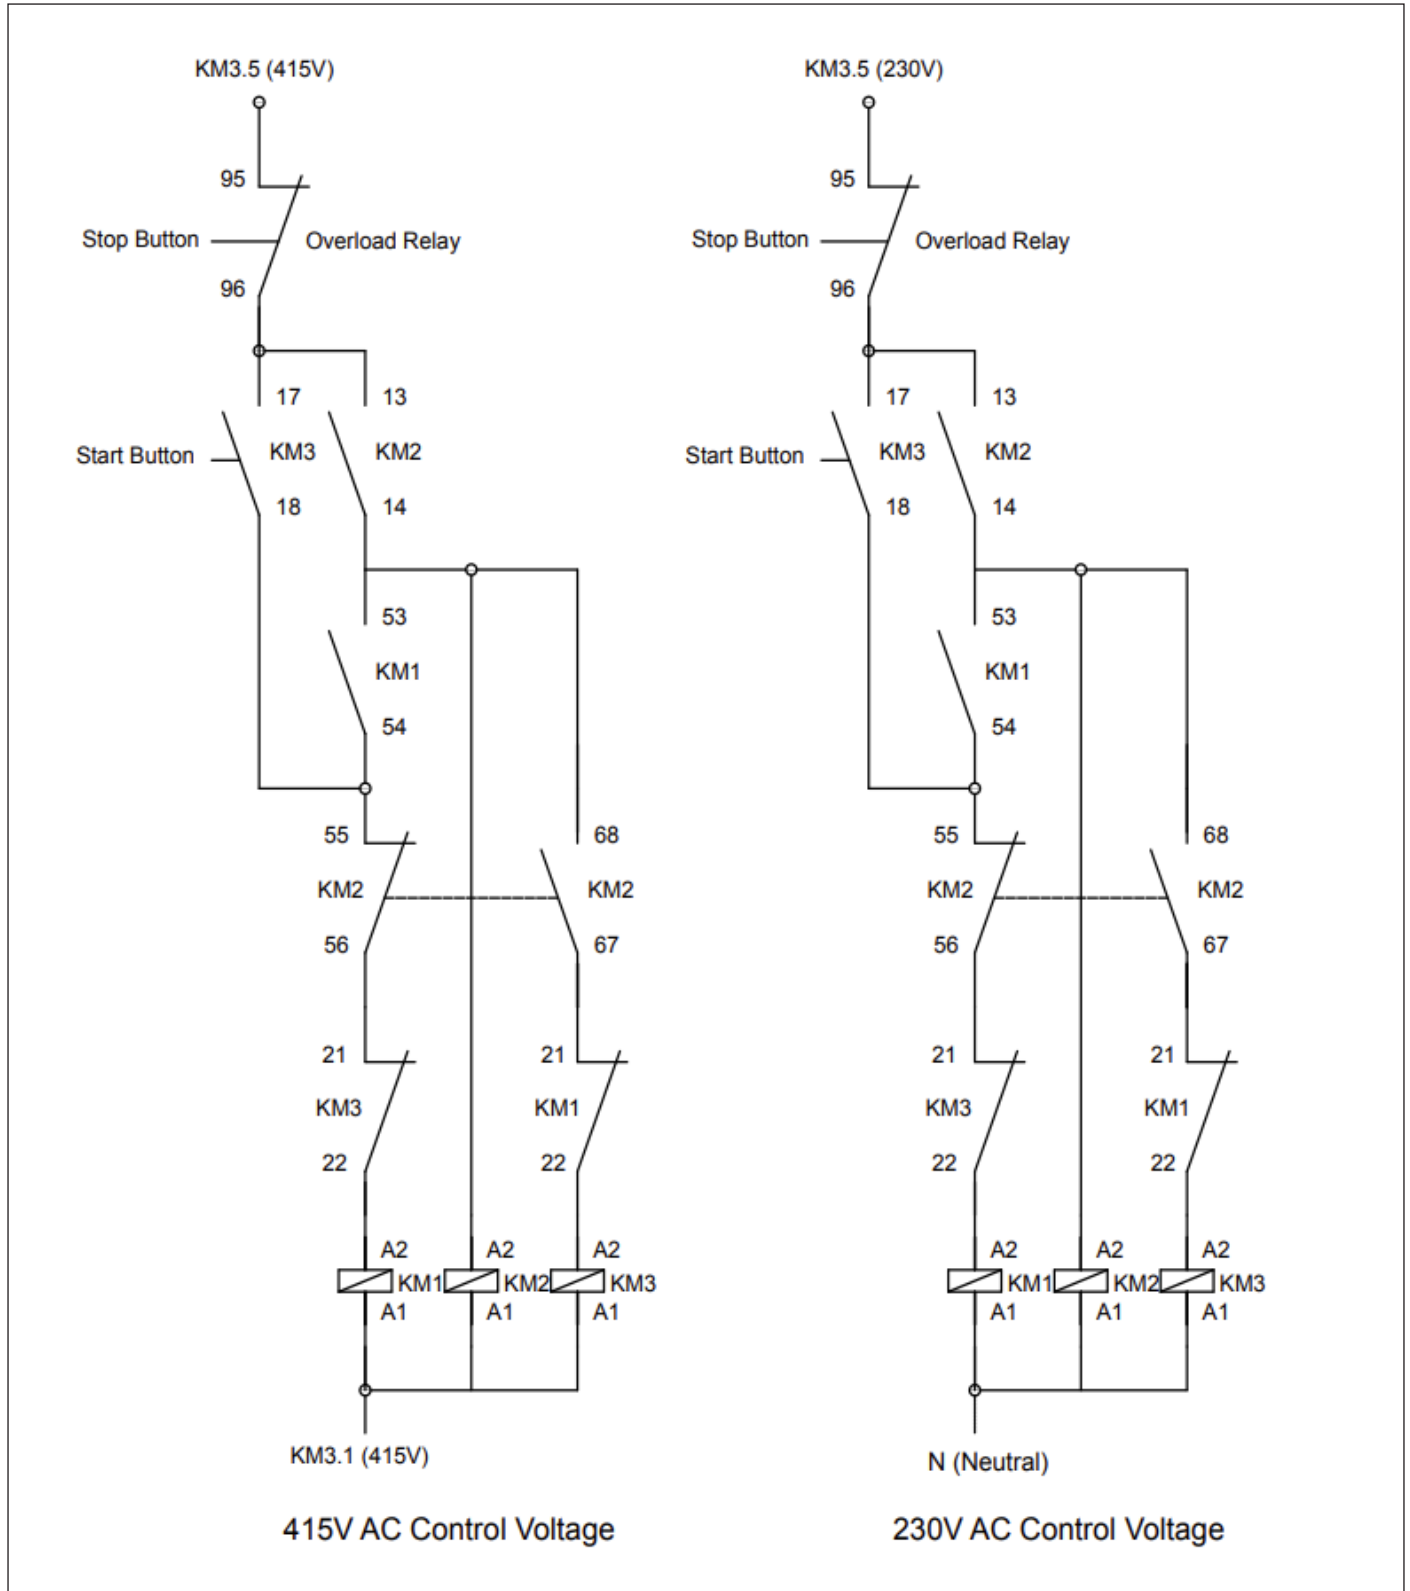 KM3.5 (415V)
95
Stop Button
Overload Relay
96
17
13
Start Button
KM3
KM2
18
14
53
KM1
54
55
68
KM2
KM2
56
67
21
21
KM3
KM1
22
22
A2
A2
A2
KM1
KM2
KM3
A1
A1
A1
KM3.1 (415V)
415V AC Control Voltage
KM3.5 (230V)
95
Stop Button
Overload Relay
96
17
13
Start Button
KM3
KM2
18
14
53
KM1
54
55
68
KM2
KM2
56
67
21
21
KM3
KM1
22
22
A2
A2
A2
KM1
KM2
KM3
A1
A1
A1
N (Neutral)
230V AC Control Voltage